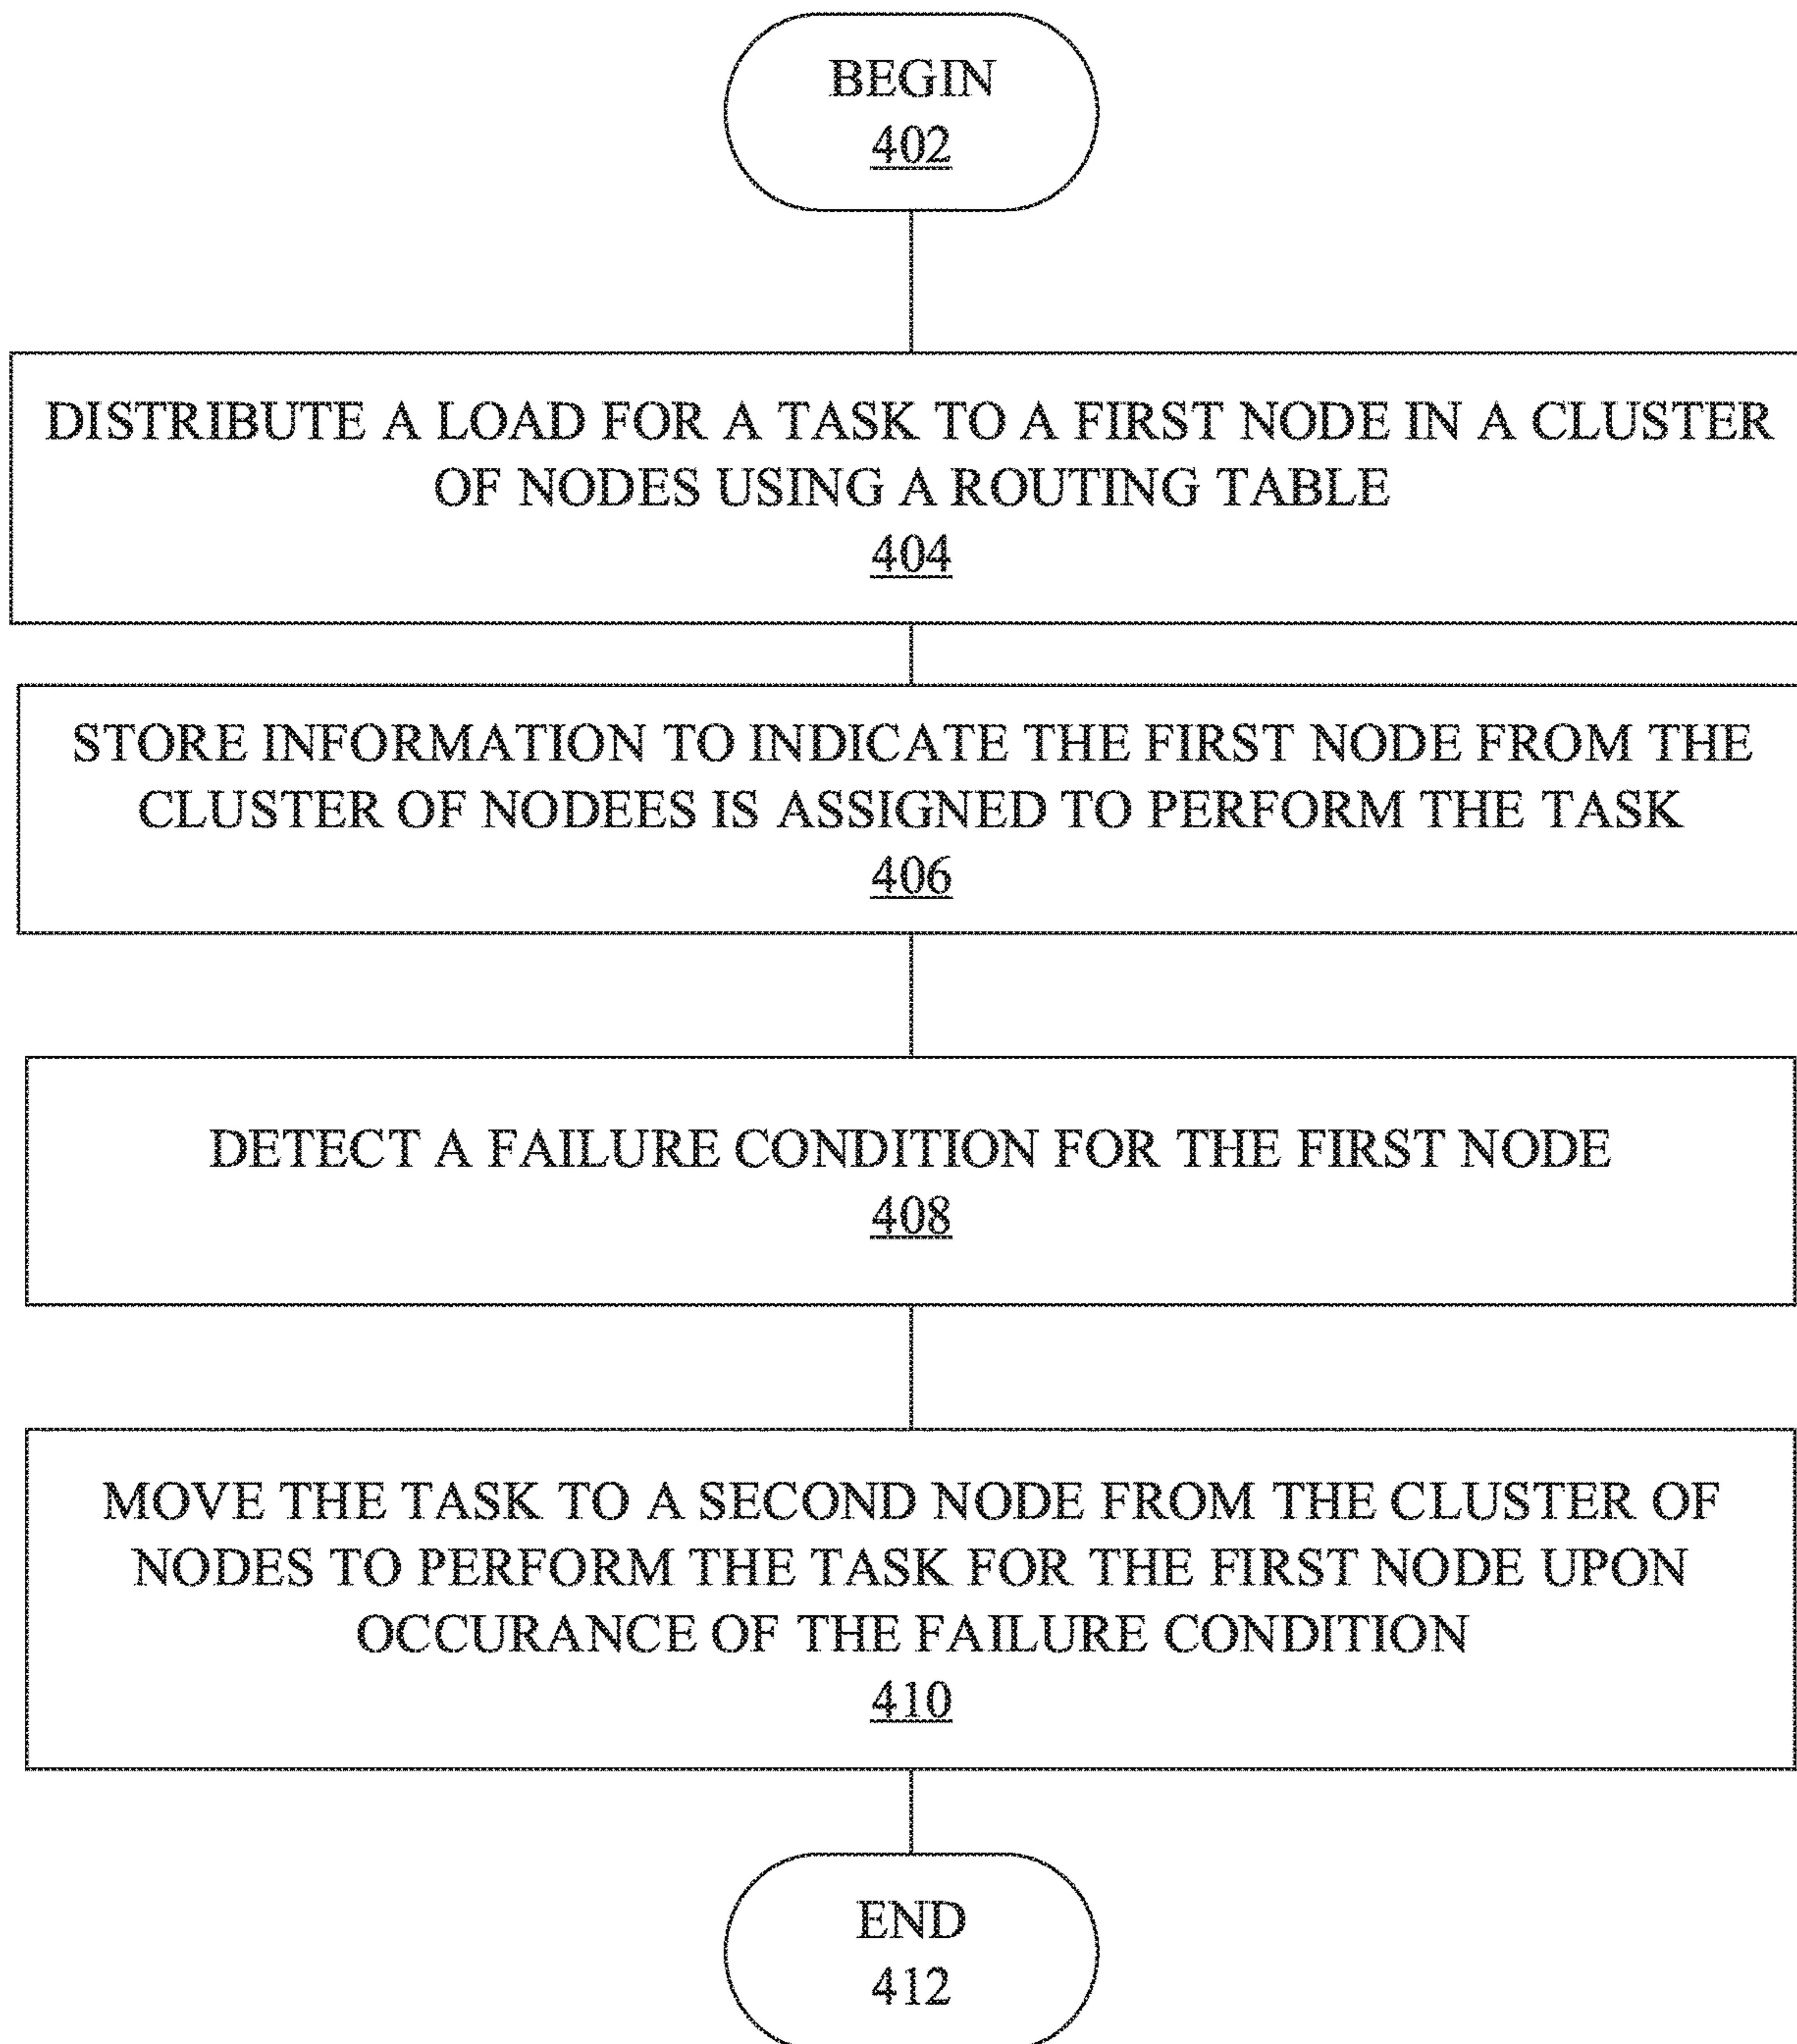 BEGIN
402
DISTRIBUTE A LOAD FOR A TASK TO A FIRST NODE IN A CLUSTER
OF NODES USING A ROUTING TABLE
404
STORE INFORMATION TO INDICATE THE FIRST NODE FROM THE
CLUSTER OF NODEES IS ASSIGNED TO PERFORM THE TASK
406
DETECT A FAILURE CONDITION FOR THE FIRST NODE
408
MOVE THE TASK TO A SECOND NODE FROM THE CLUSTER OF
NODES TO PERFORM THE TASK FOR THE FIRST NODE UPON
OCCURANCE OF THE FAILURE CONDITION
410
END
412